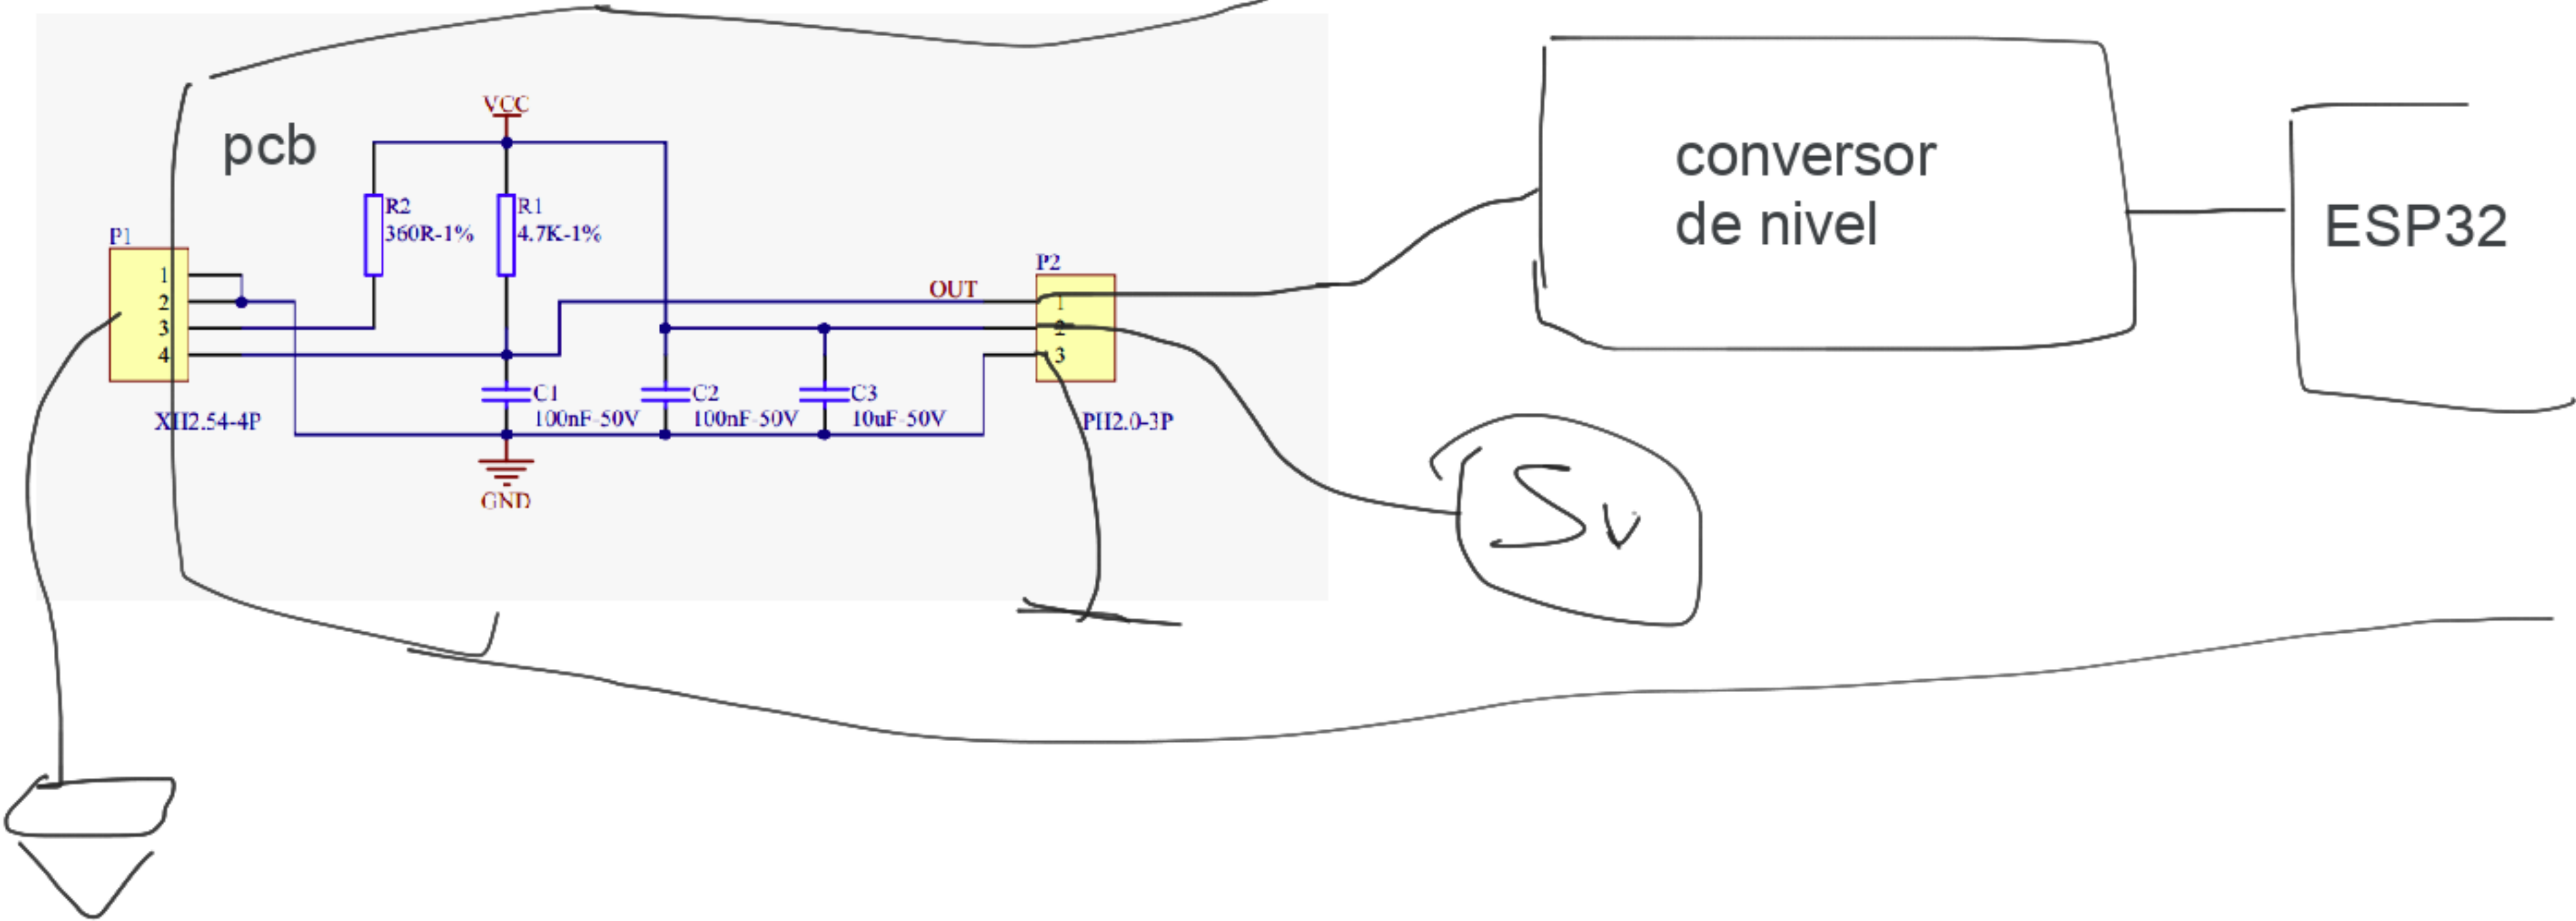 pcb
VCC
R2
360R-1%
R1
4.7K-1%
P1
1
2
3
4
XH2.54-4P
C1
100nF-50V
C2
100nF-50V
C3
10uF-50V
GND
OUT
P2
1
2
3
PH2.0-3P
conversor
de nivel
ESP32
5v